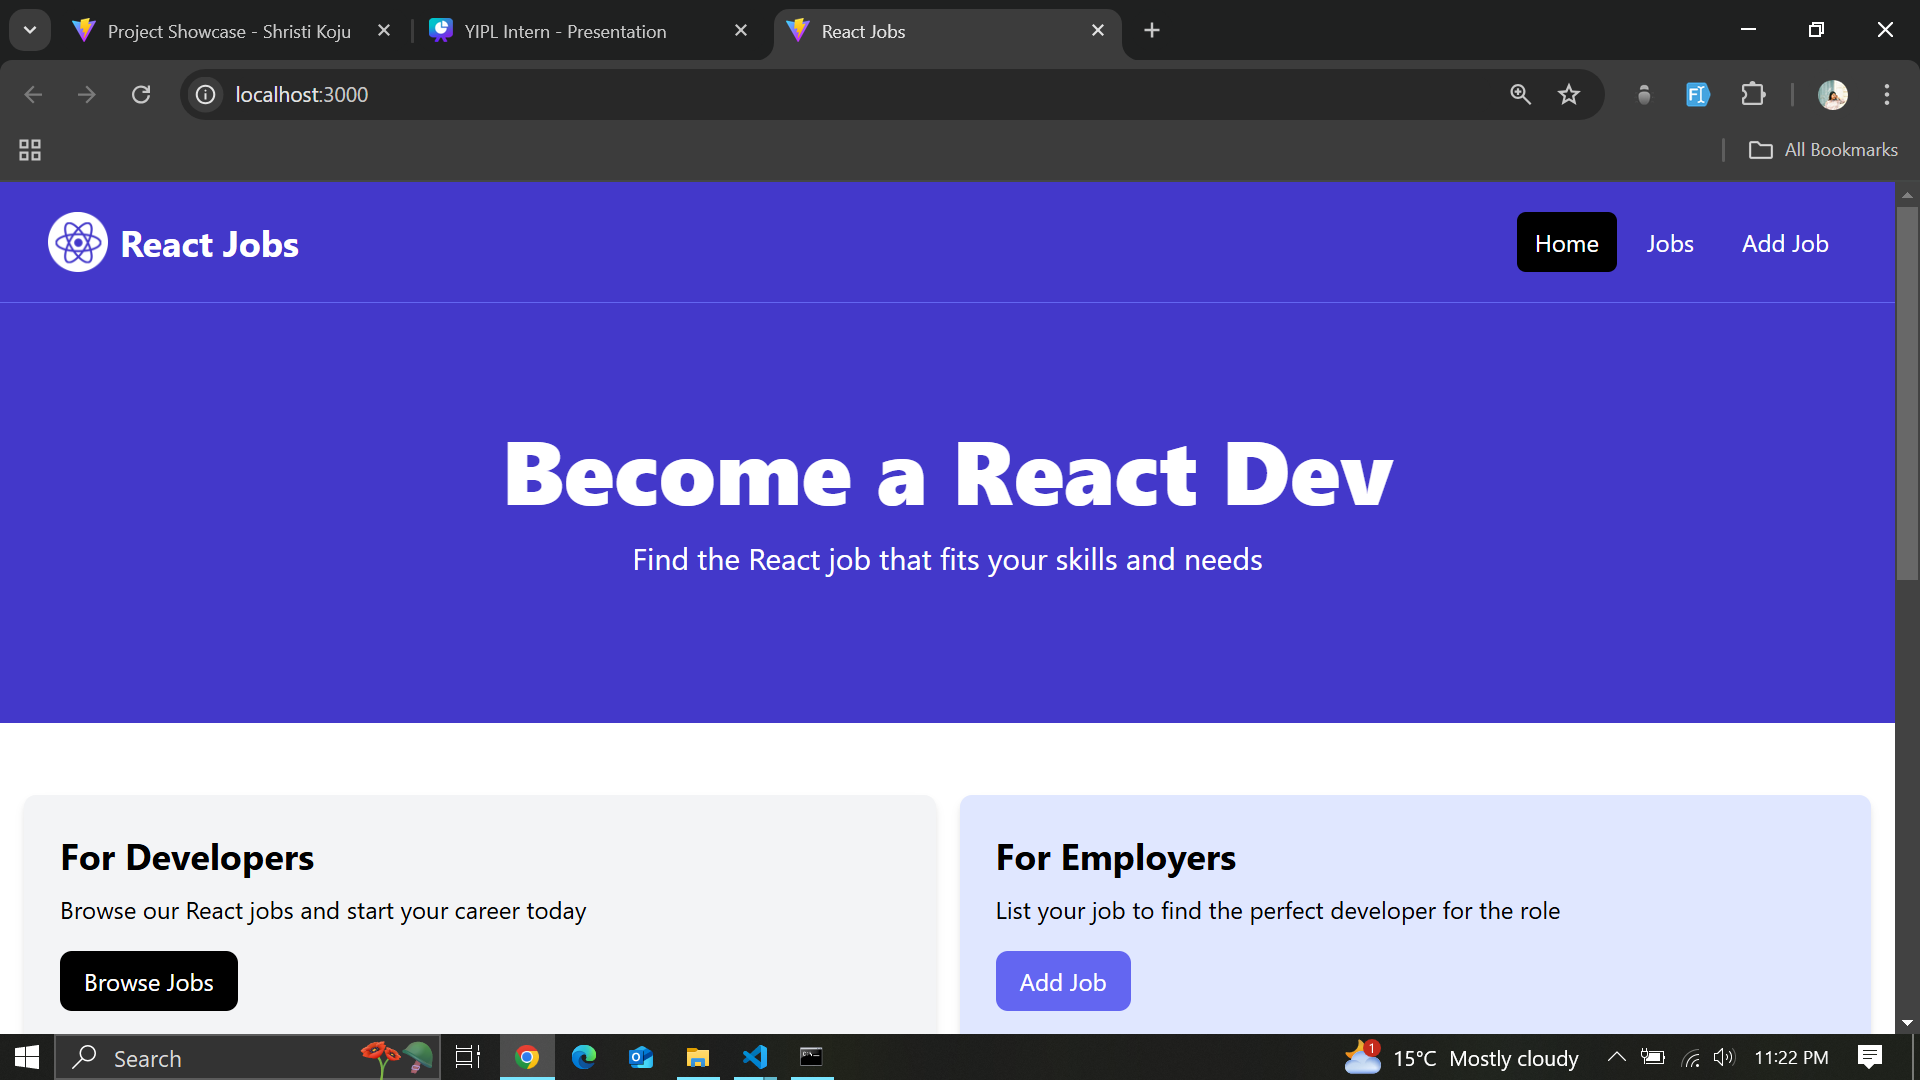 Project Showcase - Shristi Koju
YIPL Intern - Presentation
React Jobs
localhost:3000
All Bookmarks
React Jobs
Home
Jobs
Add Job
Become a React Dev
Find the React job that fits your skills and needs
For Developers
Browse our React jobs and start your career today
Browse Jobs
For Employers
List your job to find the perfect developer for the role
Add Job
Search
1
15°C Mostly cloudy
11:22 PM